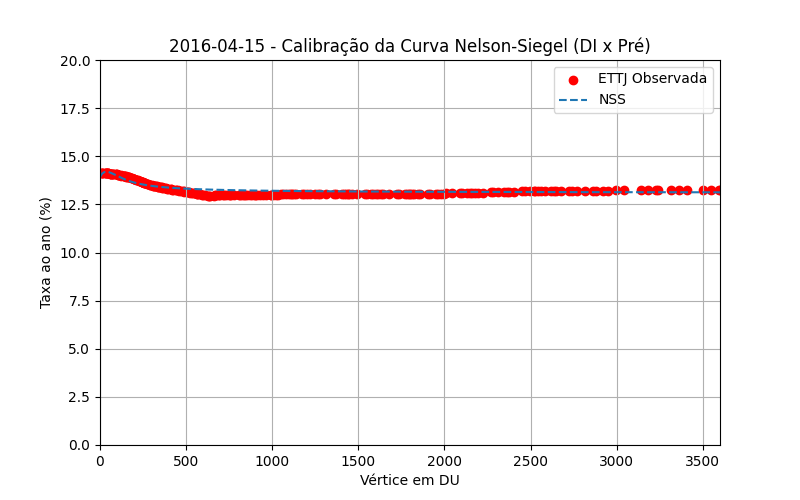 2016-04-15 - Calibração da Curva Nelson-Siegel (DI x Pré)
ETTJ Observada
NSS
Taxa ao ano (%)
20.0
17.5
15.0
12.5
10.0
7.5
5.0
2.5
0.0
0 500 1000 1500 2000 2500 3000 3500
Vértice em DU